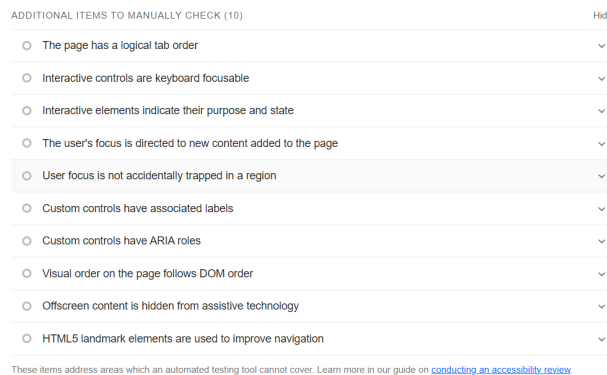 ADDITIONAL ITEMS TO MANUALLY CHECK (10) Hid
The page has a logical tab order
Interactive controls are keyboard focusable
Interactive elements indicate their purpose and state
The user's focus is directed to new content added to the page
User focus is not accidentally trapped in a region
Custom controls have associated labels
Custom controls have ARIA roles
Visual order on the page follows DOM order
Offscreen content is hidden from assistive technology
HTML5 landmark elements are used to improve navigation
These items address areas which an automated testing tool cannot cover. Learn more in our guide on conducting an accessibility review.